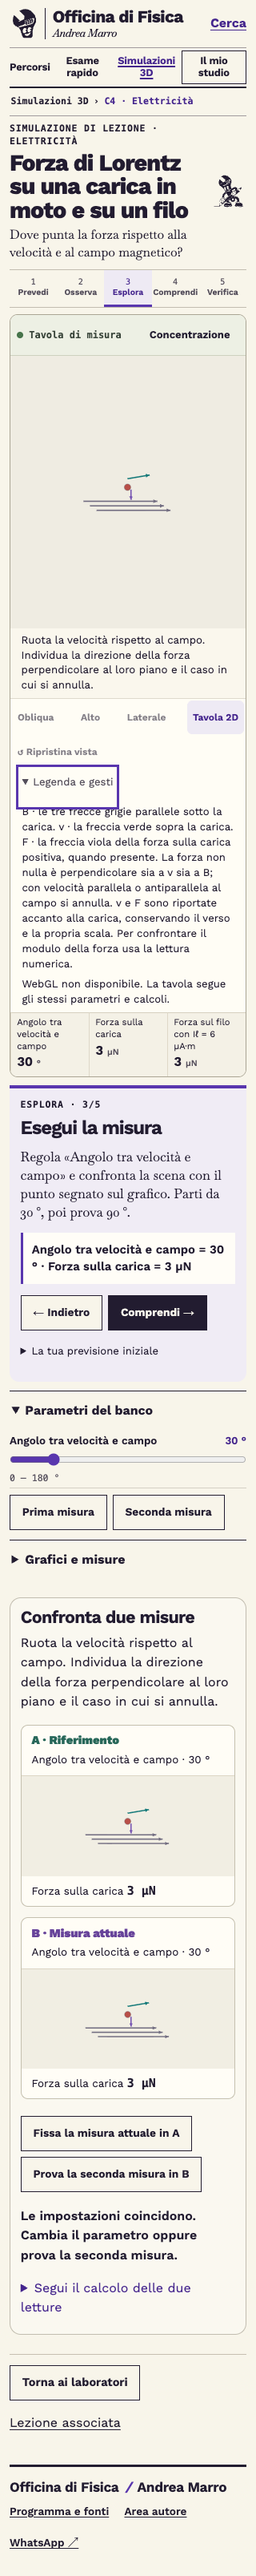 Officina di Fisica
Andrea Marro
Cerca
Percorsi
Esame rapido
Simulazioni 3D
Il mio studio
Simulazioni 3D › C4 · Elettricità
SIMULAZIONE DI LEZIONE ·
ELETTRICITÀ
Forza di Lorentz
su una carica in
moto e su un filo
Dove punta la forza rispetto alla
velocità e al campo magnetico?
1 Prevedi
2 Osserva
3 Esplora
4 Comprendi
5 Verifica
Tavola di misura
Concentrazione
Ruota la velocità rispetto al campo.
Individua la direzione della forza
perpendicolare al loro piano e il caso in
cui si annulla.
Obliqua
Alto
Laterale
Tavola 2D
↺ Ripristina vista
▼ Legenda e gesti
B · le tre frecce grigie parallele sotto la
carica. v · la freccia verde sopra la carica.
F · la freccia viola della forza sulla carica
positiva, quando presente. La forza non
nulla è perpendicolare sia a v sia a B;
con velocità parallela o antiparallela al
campo si annulla. v e F sono riportate
accanto alla carica, conservando il verso
e la propria scala. Per confrontare il
modulo della forza usa la lettura
numerica.
WebGL non disponibile. La tavola segue
gli stessi parametri e calcoli.
Angolo tra
velocità e
campo
30 °
Forza sulla
carica
3 μN
Forza sul filo
con Iℓ = 6
μA·m
3 μN
ESPLORA · 3/5
Esegui la misura
Regola «Angolo tra velocità e
campo» e confronta la scena con il
punto segnato sul grafico. Parti da
30 °, poi prova 90 °.
Angolo tra velocità e campo = 30
° · Forza sulla carica = 3 μN
← Indietro
Comprendi →
▶ La tua previsione iniziale
▼ Parametri del banco
Angolo tra velocità e campo
30 °
0 — 180 °
Prima misura
Seconda misura
▶ Grafici e misure
Confronta due misure
Ruota la velocità rispetto al
campo. Individua la direzione
della forza perpendicolare al loro
piano e il caso in cui si annulla.
A · Riferimento
Angolo tra velocità e campo · 30 °
Forza sulla carica 3 μN
B · Misura attuale
Angolo tra velocità e campo · 30 °
Forza sulla carica 3 μN
Fissa la misura attuale in A
Prova la seconda misura in B
Le impostazioni coincidono.
Cambia il parametro oppure
prova la seconda misura.
▶ Segui il calcolo delle due
letture
Torna ai laboratori
Lezione associata
Officina di Fisica / Andrea Marro
Programma e fonti
Area autore
WhatsApp ↗